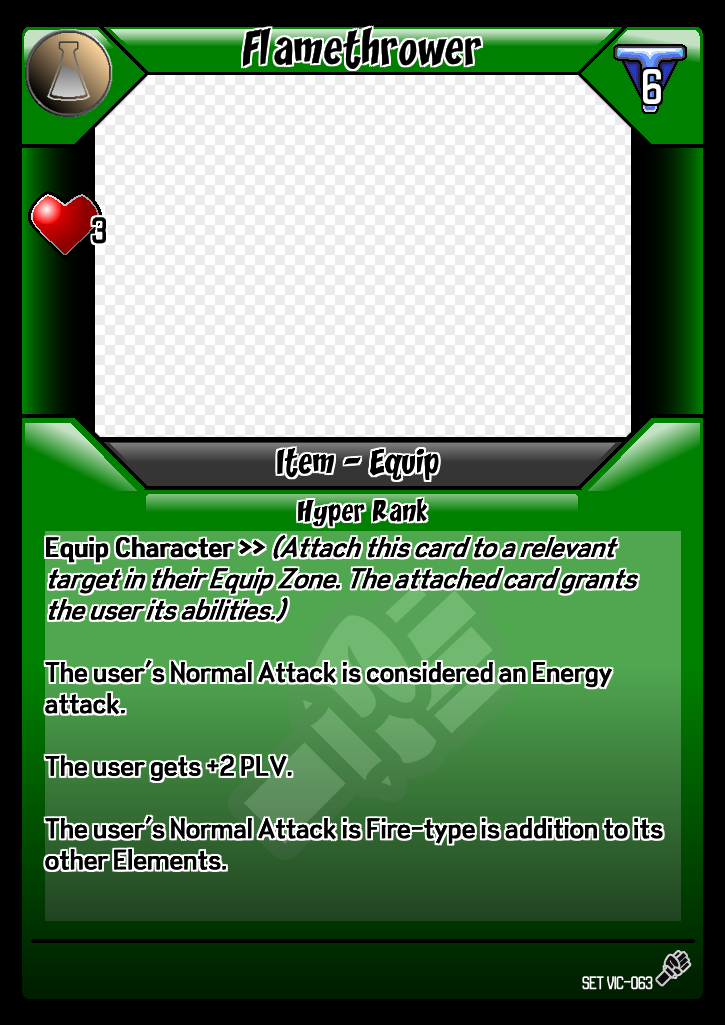 Flamethrower
6
3
Item - Equip
Hyper Rank
Equip Character >> (Attach this card to a relevant
target in their Equip Zone. The attached card grants
the user its abilities.)
The user's Normal Attack is considered an Energy
attack.
The user gets +2 PLV.
The user's Normal Attack is Fire-type is addition to its
other Elements.
SET VIC-063